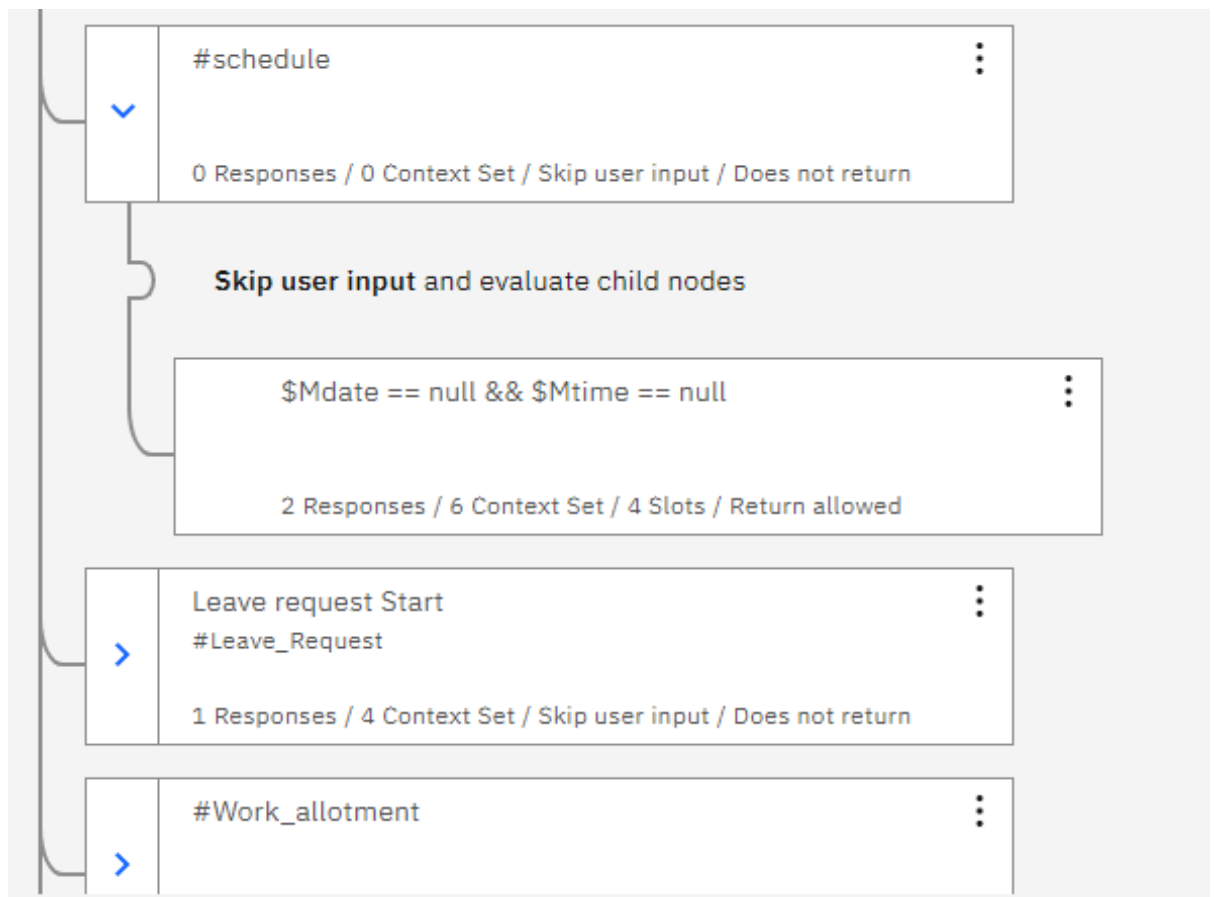 #schedule
0 Responses / 0 Context Set / Skip user input / Does not return
Skip user input and evaluate child nodes
$Mdate == null && $Mtime == null
2 Responses / 6 Context Set / 4 Slots / Return allowed
Leave request Start
#Leave_Request
1 Responses / 4 Context Set / Skip user input / Does not return
#Work_allotment